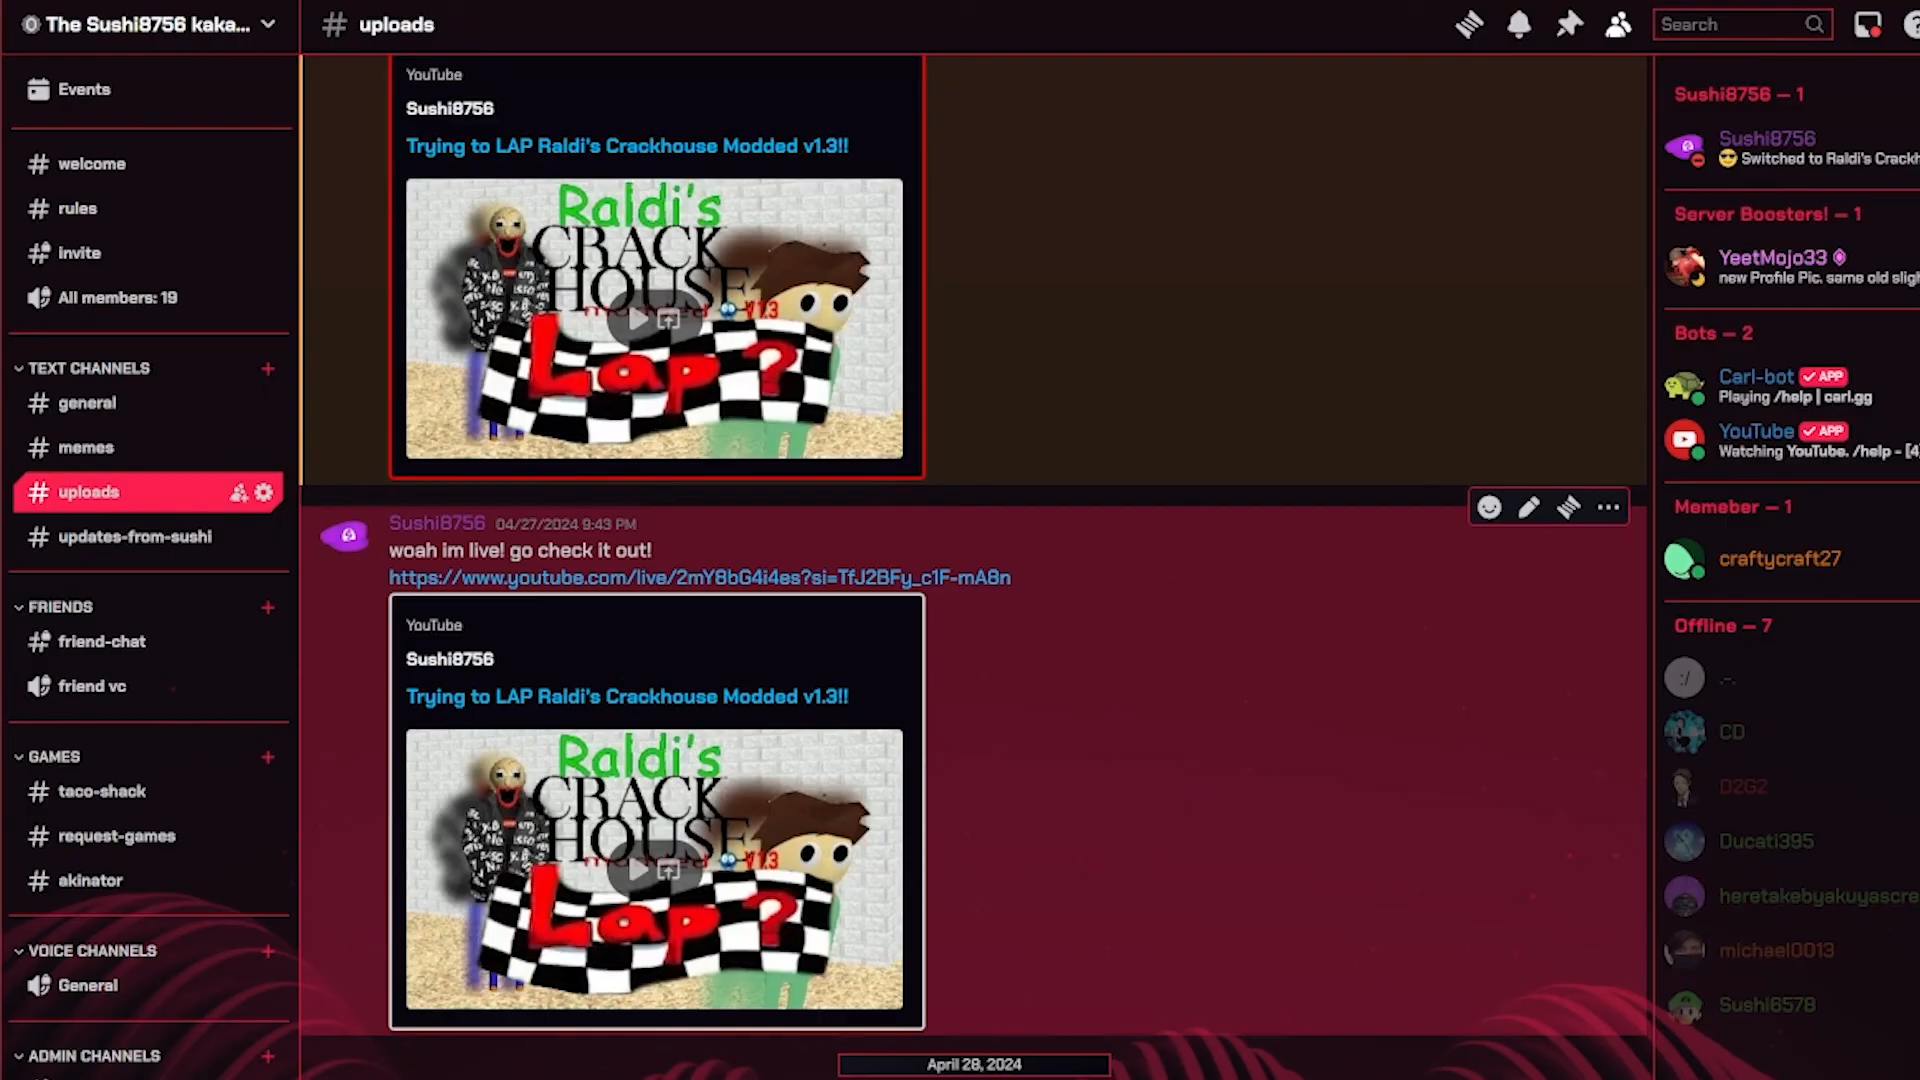 The Sushi8756 kaka...
Events
welcome
rules
invite
All members: 19
TEXT CHANNELS
general
memes
uploads
updates-from-sushi
FRIENDS
friend-chat
friend vc
GAMES
taco-shack
request-games
akinator
VOICE CHANNELS
General
ADMIN CHANNELS
# uploads
Search
YouTube
Sushi8756
Trying to LAP Raldi's Crackhouse Modded v1.3!!
Raldi's
CRACK
HOUSE
V1.3
Lap?
Sushi8756 04/27/2024 9:43 PM
woah im live! go check it out!
https://www.youtube.com/live/2mY8bG4i4es?si=TfJ2BFy_c1F-mA8n
YouTube
Sushi8756
Trying to LAP Raldi's Crackhouse Modded v1.3!!
Raldi's
CRACK
HOUSE
V1.3
Lap?
April 28, 2024
Sushi8756 — 1
Sushi8756
Switched to Raldi's Crackh
Server Boosters! — 1
YeetMojo33
new Profile Pic. same old sligh
Bots — 2
Carl-bot APP
Playing /help | carl.gg
YouTube APP
Watching YouTube. /help - [4
Memeber — 1
craftycraft27
Offline — 7
:/ .-.
CD
D2G2
Ducati395
heretakebyakuyascre
michael0013
Sushi6578